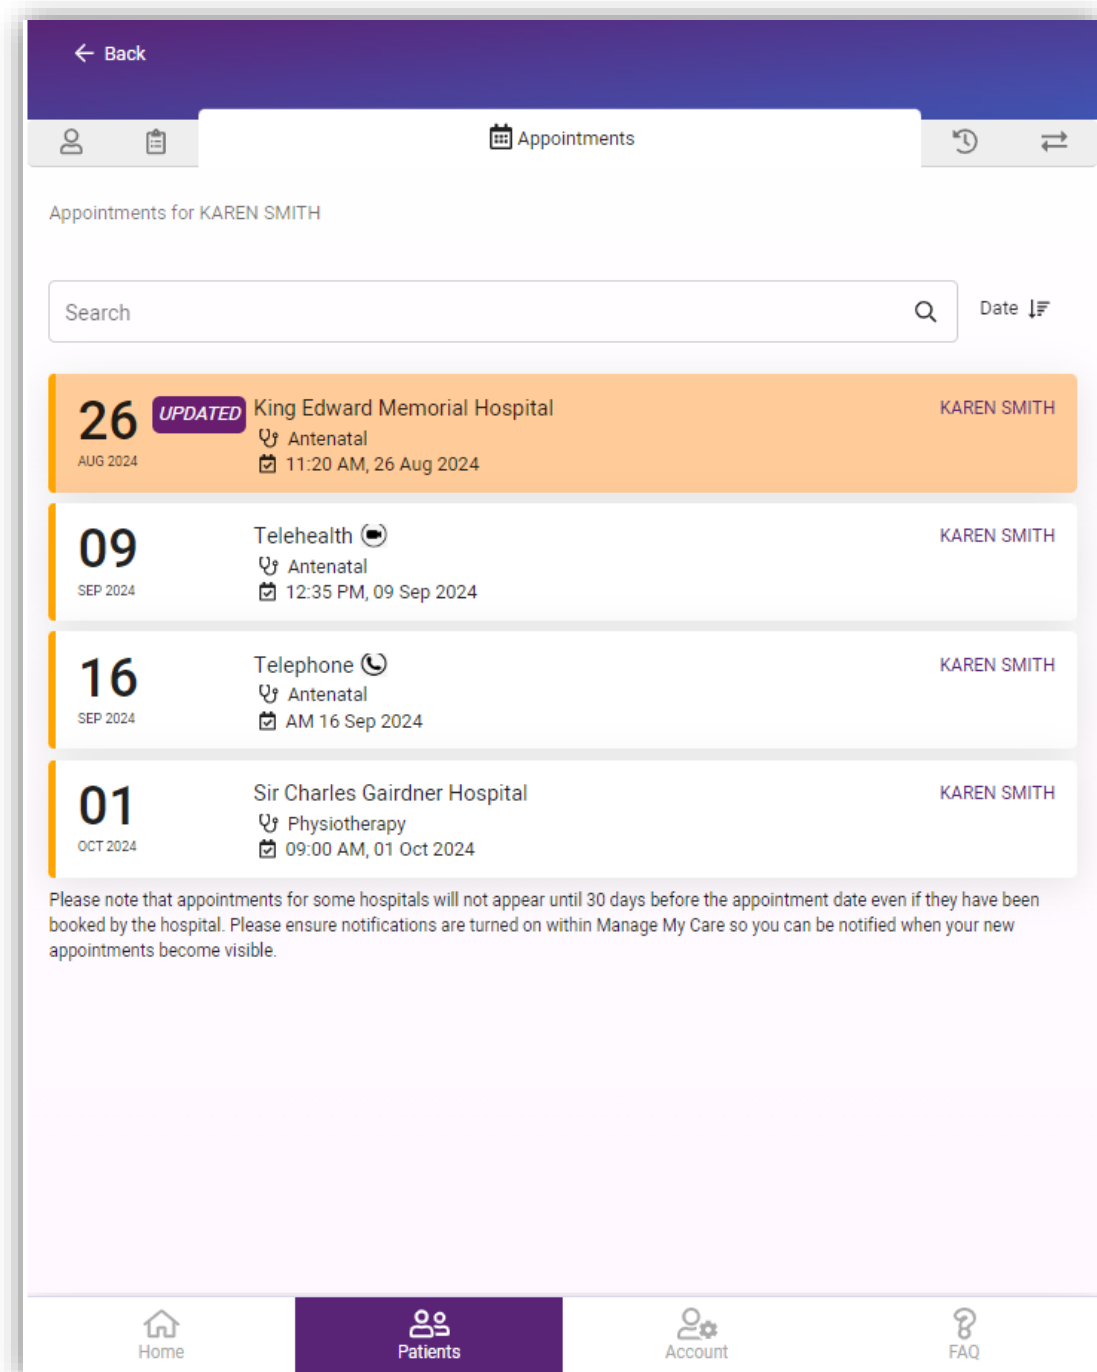 Back
Appointments
Appointments for KAREN SMITH
Search
Date
26 UPDATED King Edward Memorial Hospital KAREN SMITH
Antenatal
AUG 2024 11:20 AM, 26 Aug 2024
09 Telehealth KAREN SMITH
Antenatal
SEP 2024 12:35 PM, 09 Sep 2024
16 Telephone KAREN SMITH
Antenatal
SEP 2024 AM 16 Sep 2024
01 Sir Charles Gairdner Hospital KAREN SMITH
Physiotherapy
OCT 2024 09:00 AM, 01 Oct 2024
Please note that appointments for some hospitals will not appear until 30 days before the appointment date even if they have been
booked by the hospital. Please ensure notifications are turned on within Manage My Care so you can be notified when your new
appointments become visible.
Home Patients Account FAQ